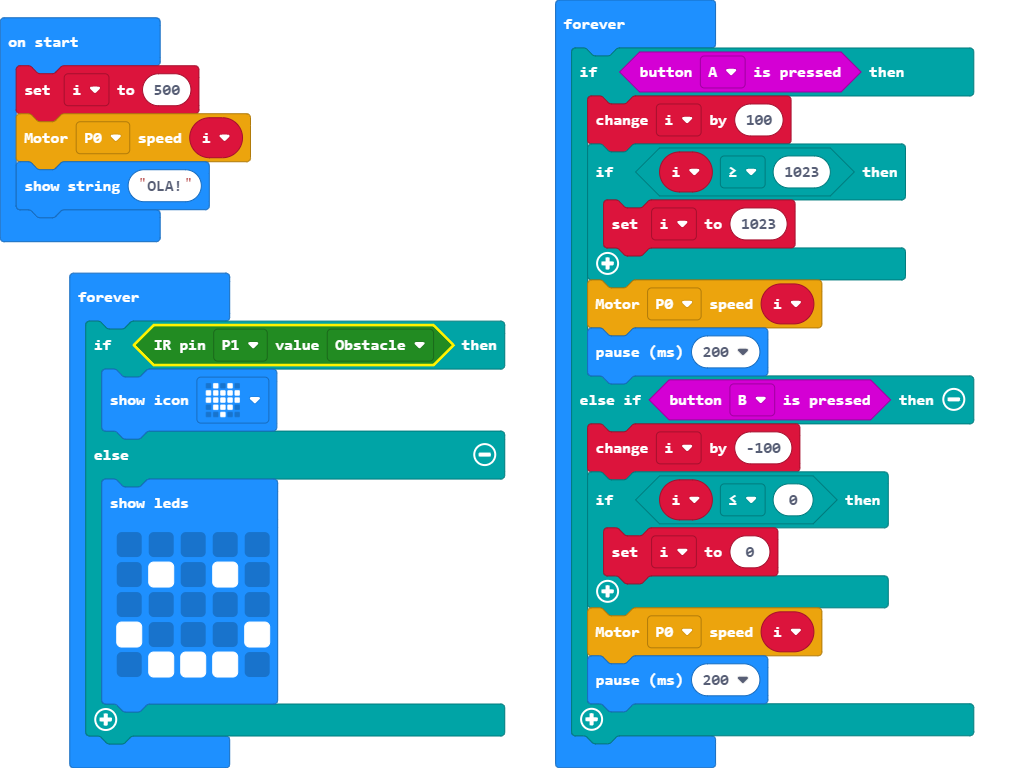 on start
set i to 500
Motor P0 speed i
show string "OLA!"
forever
if IR pin P1 value Obstacle then
show icon
else
show leds
forever
if button A is pressed then
change i by 100
if i ≥ 1023 then
set i to 1023
Motor P0 speed i
pause (ms) 200
else if button B is pressed then
change i by -100
if i ≤ 0 then
set i to 0
Motor P0 speed i
pause (ms) 200